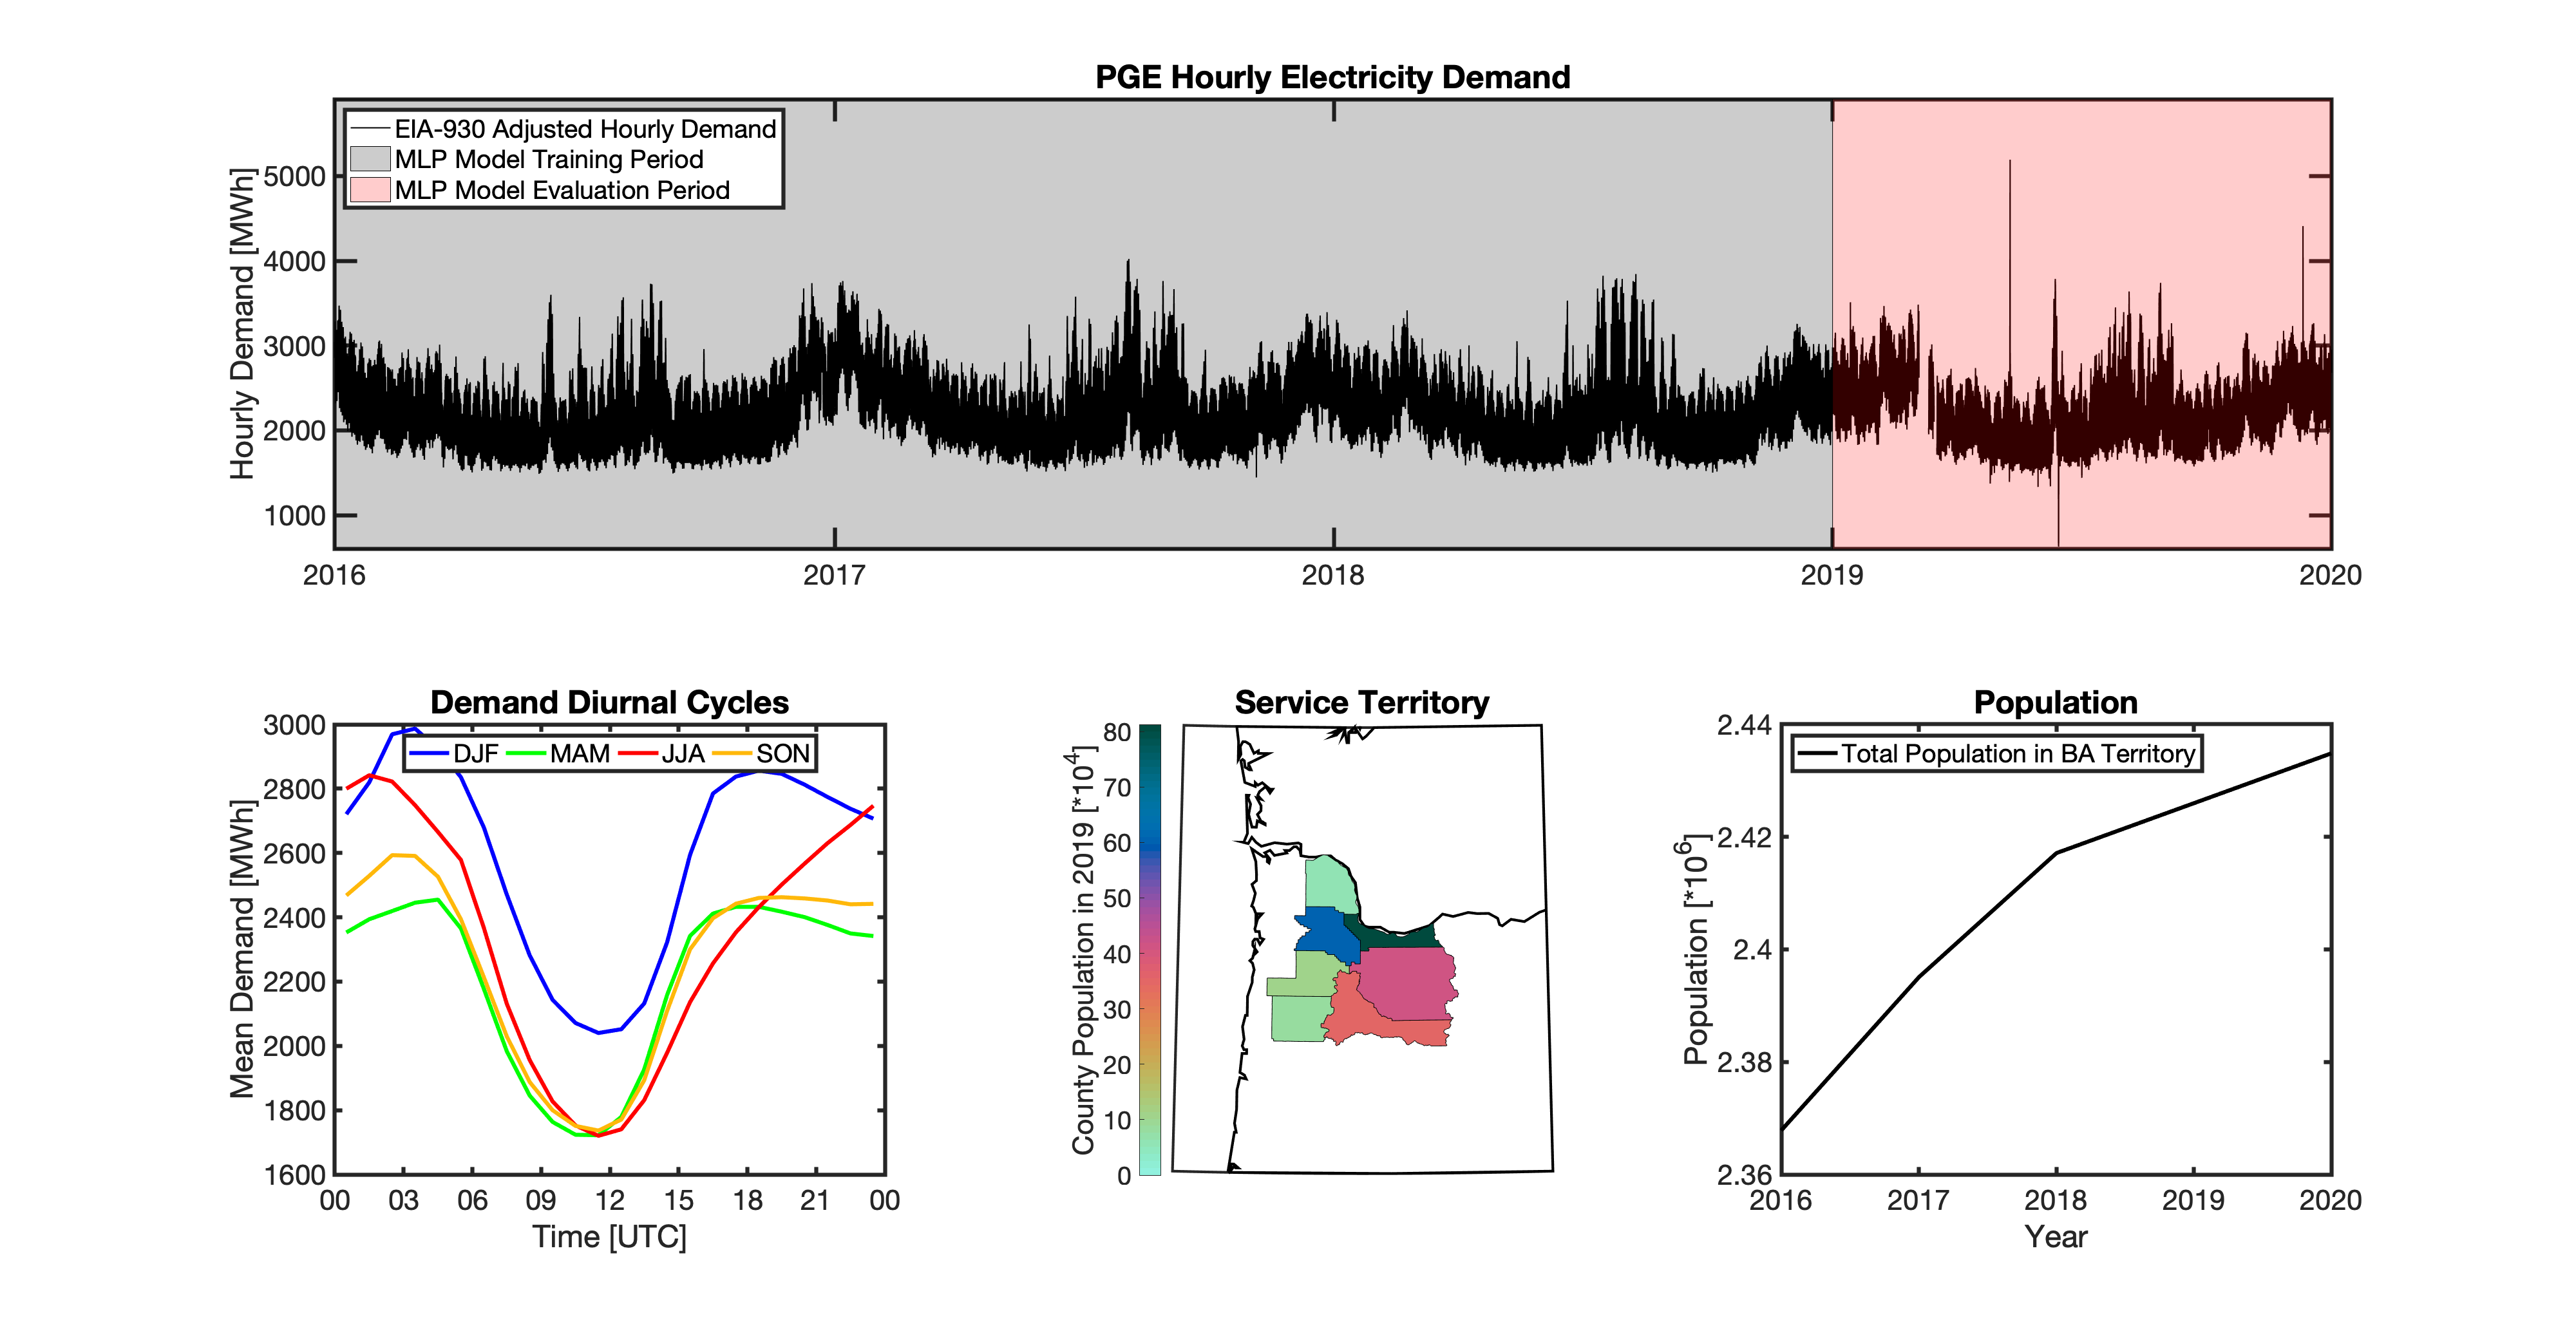 PGE Hourly Electricity Demand
Hourly Demand [MWh]
5000
4000
3000
2000
1000
EIA-930 Adjusted Hourly Demand
MLP Model Training Period
MLP Model Evaluation Period
2016 2017 2018 2019 2020
Demand Diurnal Cycles
Mean Demand [MWh]
3000
2800
2600
2400
2200
2000
1800
1600
DJF MAM JJA SON
00 03 06 09 12 15 18 21 00
Time [UTC]
Service Territory
County Population in 2019 [*10^4]
80
70
60
50
40
30
20
10
0
Population
Population [*10^6]
2.44
2.42
2.4
2.38
2.36
Total Population in BA Territory
2016 2017 2018 2019 2020
Year